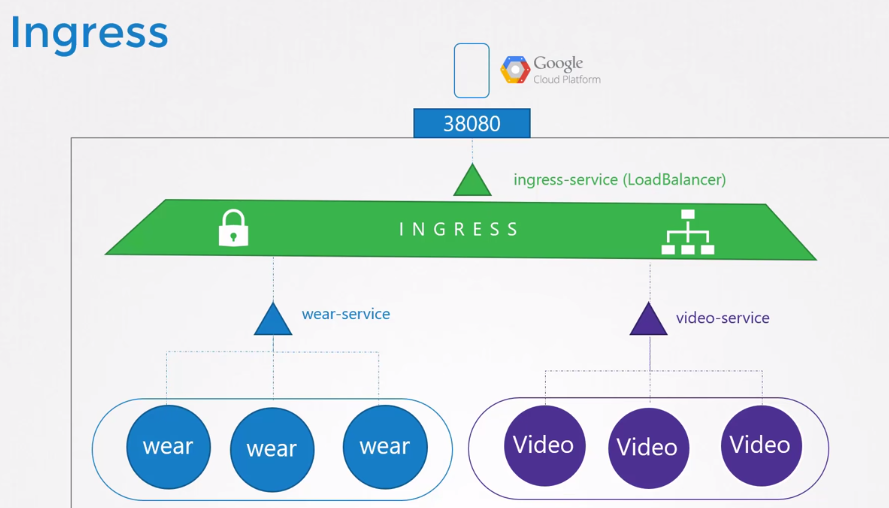 Ingress
Google
Cloud Platform
38080
ingress-service (LoadBalancer)
INGRESS
wear-service
video-service
wear
wear
wear
Video
Video
Video